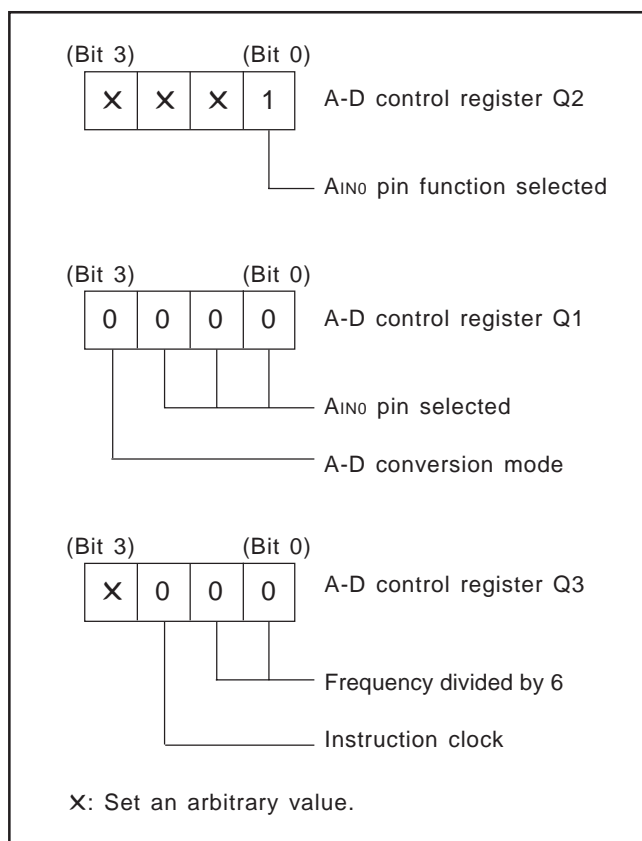 (Bit 3) (Bit 0)
✕ ✕ ✕ 1 A-D control register Q2
AIN0 pin function selected
(Bit 3) (Bit 0)
0 0 0 0 A-D control register Q1
AIN0 pin selected
A-D conversion mode
(Bit 3) (Bit 0)
✕ 0 0 0 A-D control register Q3
Frequency divided by 6
Instruction clock
✕: Set an arbitrary value.